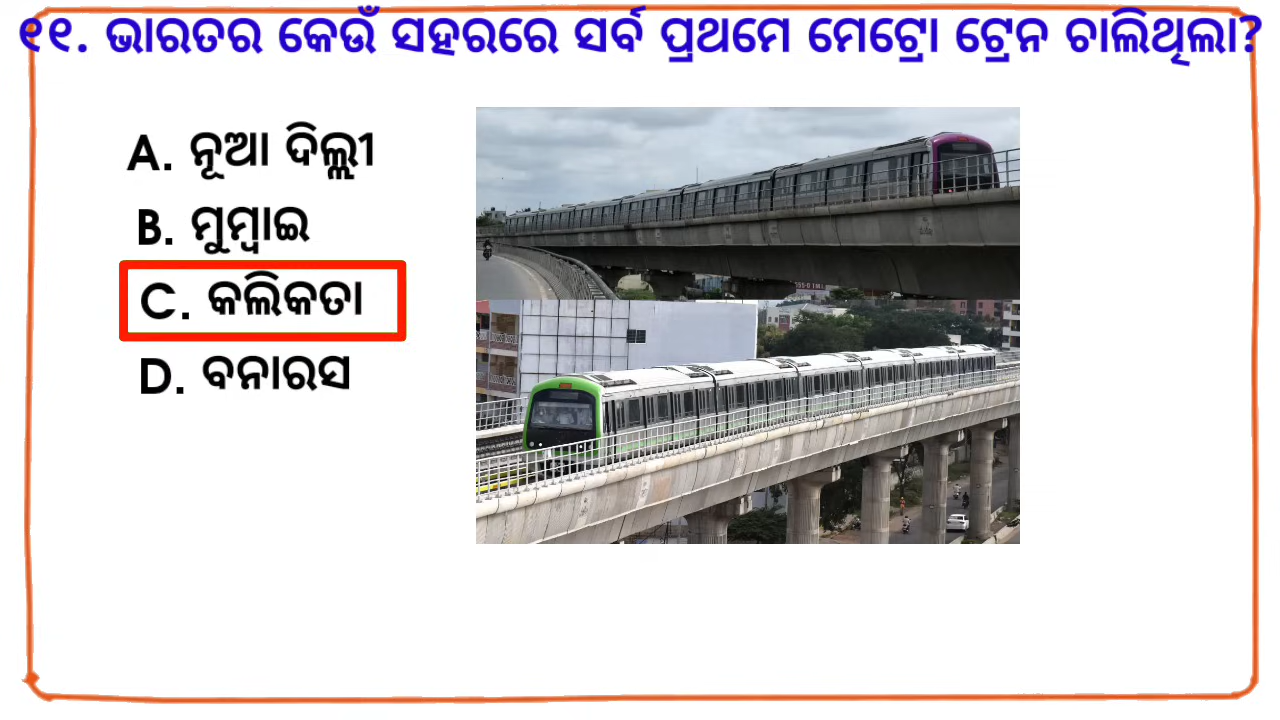 ୧୧. ଭାରତର କେଉଁ ସହରରେ ସର୍ବ ପ୍ରଥମେ ମେଟ୍ରୋ ଟ୍ରେନ ଚାଲିଥିଲା?
A. ନୂଆ ଦିଲ୍ଲୀ
B. ମୁମ୍ବାଇ
C. କଲିକତା
D. ବନାରସ